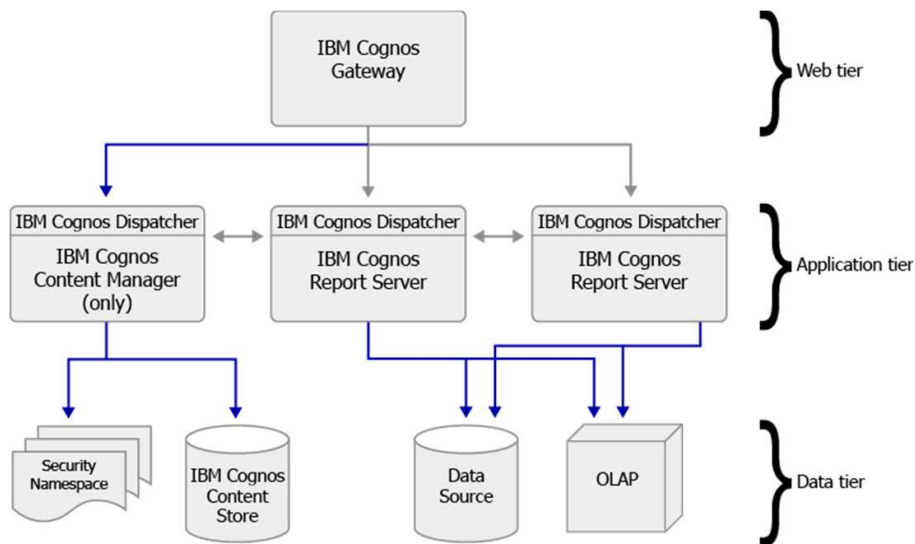 IBM Cognos
Gateway
Web tier
IBM Cognos Dispatcher
IBM Cognos
Content Manager
(only)
IBM Cognos Dispatcher
IBM Cognos
Report Server
IBM Cognos Dispatcher
IBM Cognos
Report Server
Application tier
Security
Namespace
IBM Cognos
Content
Store
Data
Source
OLAP
Data tier